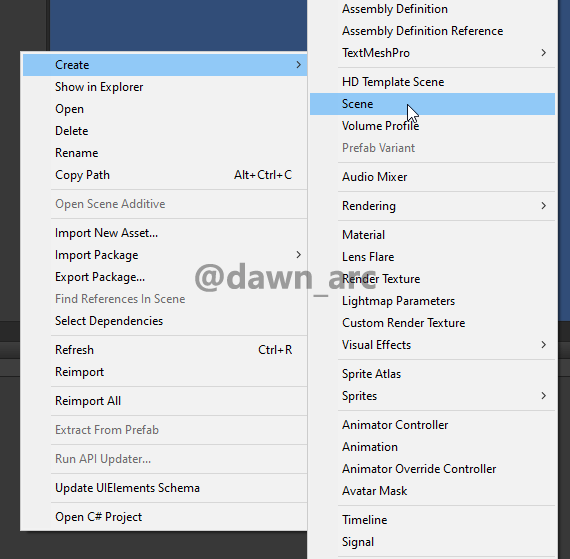 Create
Show in Explorer
Open
Delete
Rename
Copy Path Alt+Ctrl+C
Open Scene Additive
Import New Asset...
Import Package
Export Package...
Find References In Scene
Select Dependencies
Refresh Ctrl+R
Reimport
Reimport All
Extract From Prefab
Run API Updater...
Update UIElements Schema
Open C# Project
Assembly Definition
Assembly Definition Reference
TextMeshPro
HD Template Scene
Scene
Volume Profile
Prefab Variant
Audio Mixer
Rendering
Material
Lens Flare
Render Texture
Lightmap Parameters
Custom Render Texture
Visual Effects
Sprite Atlas
Sprites
Animator Controller
Animation
Animator Override Controller
Avatar Mask
Timeline
Signal
@dawn_arc